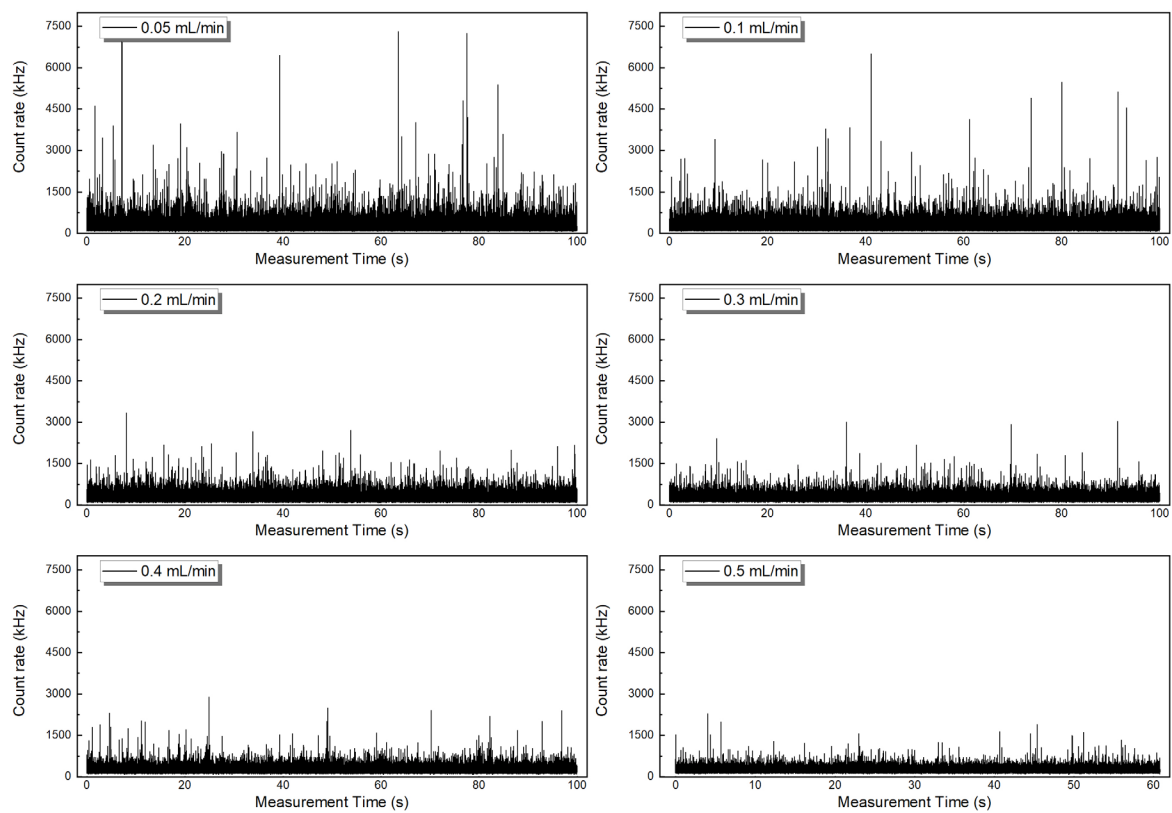 0.05 mL/min
Count rate (kHz)
7500
6000
4500
3000
1500
0
0 20 40 60 80 100
Measurement Time (s)
0.1 mL/min
Count rate (kHz)
7500
6000
4500
3000
1500
0
0 20 40 60 80 100
Measurement Time (s)
0.2 mL/min
Count rate (kHz)
7500
6000
4500
3000
1500
0
0 20 40 60 80 100
Measurement Time (s)
0.3 mL/min
Count rate (kHz)
7500
6000
4500
3000
1500
0
0 20 40 60 80 100
Measurement Time (s)
0.4 mL/min
Count rate (kHz)
7500
6000
4500
3000
1500
0
0 20 40 60 80 100
Measurement Time (s)
0.5 mL/min
Count rate (kHz)
7500
6000
4500
3000
1500
0
0 10 20 30 40 50 60
Measurement Time (s)